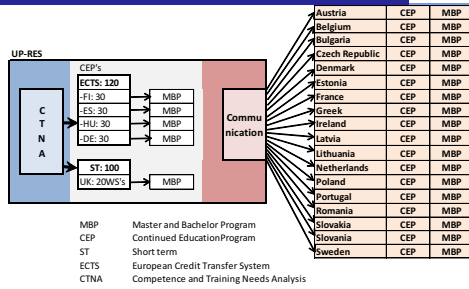 UP-RES
CEP's
ECTS: 120
-FI: 30 MBP
-ES: 30 MBP
-HU: 30 MBP
-DE: 30 MBP
C
T
N
A
ST: 100
UK: 20WS's MBP
Commu
nication
Austria CEP MBP
Belgium CEP MBP
Bulgaria CEP MBP
Czech Republic CEP MBP
Denmark CEP MBP
Estonia CEP MBP
France CEP MBP
Greek CEP MBP
Ireland CEP MBP
Latvia CEP MBP
Lithuania CEP MBP
Netherlands CEP MBP
Poland CEP MBP
Portugal CEP MBP
Romania CEP MBP
Slovakia CEP MBP
Slovania CEP MBP
Sweden CEP MBP
MBP Master and Bachelor Program
CEP Continued EducationProgram
ST Short term
ECTS European Credit Transfer System
CTNA Competence and Training Needs Analysis